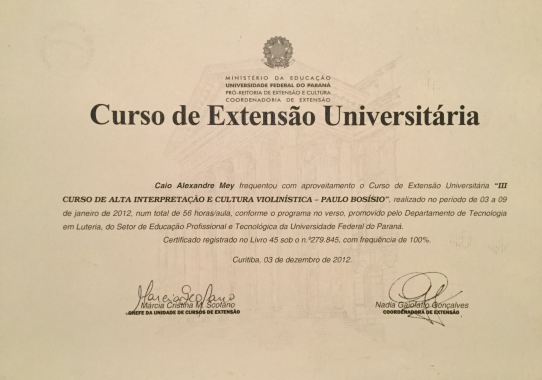 MINISTÉRIO DA EDUCAÇÃO
UNIVERSIDADE FEDERAL DO PARANÁ
PRÓ-REITORIA DE EXTENSÃO E CULTURA
COORDENADORIA DE EXTENSÃO
Curso de Extensão Universitária
Caio Alexandre Mey frequentou com aproveitamento o Curso de Extensão Universitária “III
CURSO DE ALTA INTERPRETAÇÃO E CULTURA VIOLINÍSTICA – PAULO BOSÍSIO”, realizado no período de 03 a 09
de janeiro de 2012, num total de 56 horas/aula, conforme o programa no verso, promovido pelo Departamento de Tecnologia
em Luteria, do Setor de Educação Profissional e Tecnológica da Universidade Federal do Paraná.
Certificado registrado no Livro 45 sob o n.º279.845, com frequência de 100%.
Curitiba, 03 de dezembro de 2012.
Márcia Cristina M. Scofano
CHEFE DA UNIDADE DE CURSOS DE EXTENSÃO
Nadia Gaiofatto Gonçalves
COORDENADORA DE EXTENSÃO